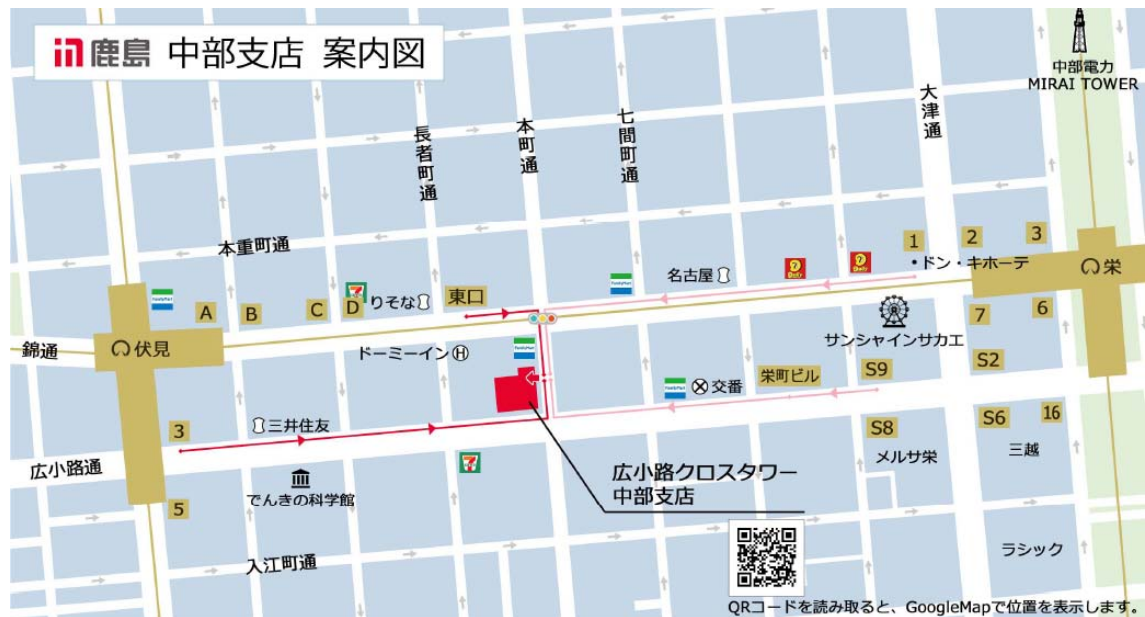 鹿島 中部支店 案内図
中部電力
MIRAI TOWER
大津通
七間町通
本町通
長者町通
本重町通
1
2
3
ドン・キホーテ
栄
名古屋
東口
りそな
FamilyMart
A
B
C
D
伏見
錦通
ドーミーイン
H
サンシャインサカエ
7
6
栄町ビル
S9
S2
交番
3
三井住友
S8
S6
16
メルサ栄
三越
広小路通
でんきの科学館
5
広小路クロスタワー
中部支店
入江町通
ラシック
QRコードを読み取ると、GoogleMapで位置を表示します。